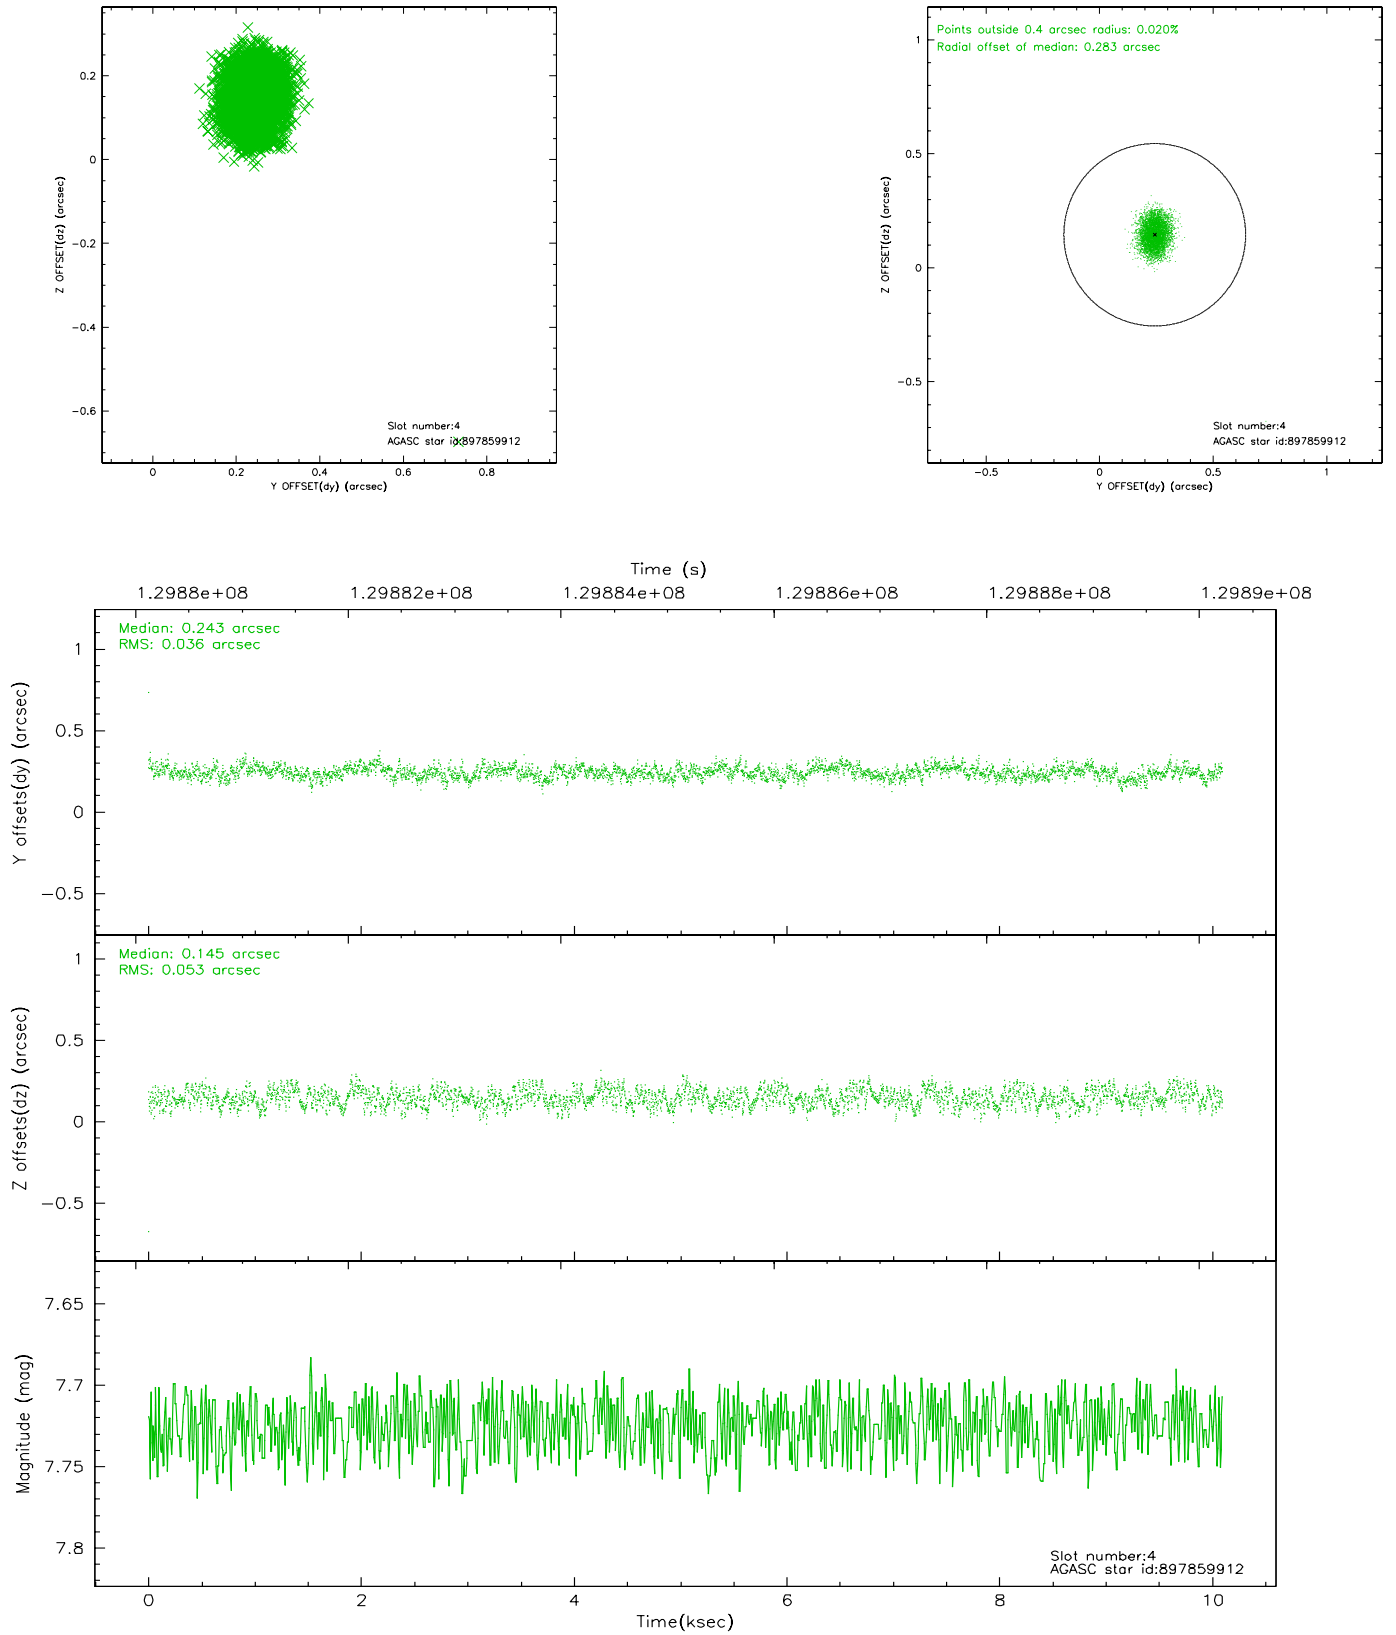 0.2
0
−0.2
−0.4
−0.6
Z OFFSET(dz) (arcsec)
Slot number:4
AGASC star id:897859912
0 0.2 0.4 0.6 0.8
Y OFFSET(dy) (arcsec)
Points outside 0.4 arcsec radius: 0.020%
Radial offset of median: 0.283 arcsec
1
0.5
0
−0.5
Z OFFSET(dz) (arcsec)
Slot number:4
AGASC star id:897859912
−0.5 0 0.5 1
Y OFFSET(dy) (arcsec)
Time (s)
1.2988e+08 1.29882e+08 1.29884e+08 1.29886e+08 1.29888e+08 1.2989e+08
Median: 0.243 arcsec
RMS: 0.036 arcsec
1
0.5
0
−0.5
Y offsets(dy) (arcsec)
Median: 0.145 arcsec
RMS: 0.053 arcsec
1
0.5
0
−0.5
Z offsets(dz) (arcsec)
7.65
7.7
7.75
7.8
Magnitude (mag)
Slot number:4
AGASC star id:897859912
0 2 4 6 8 10
Time(ksec)